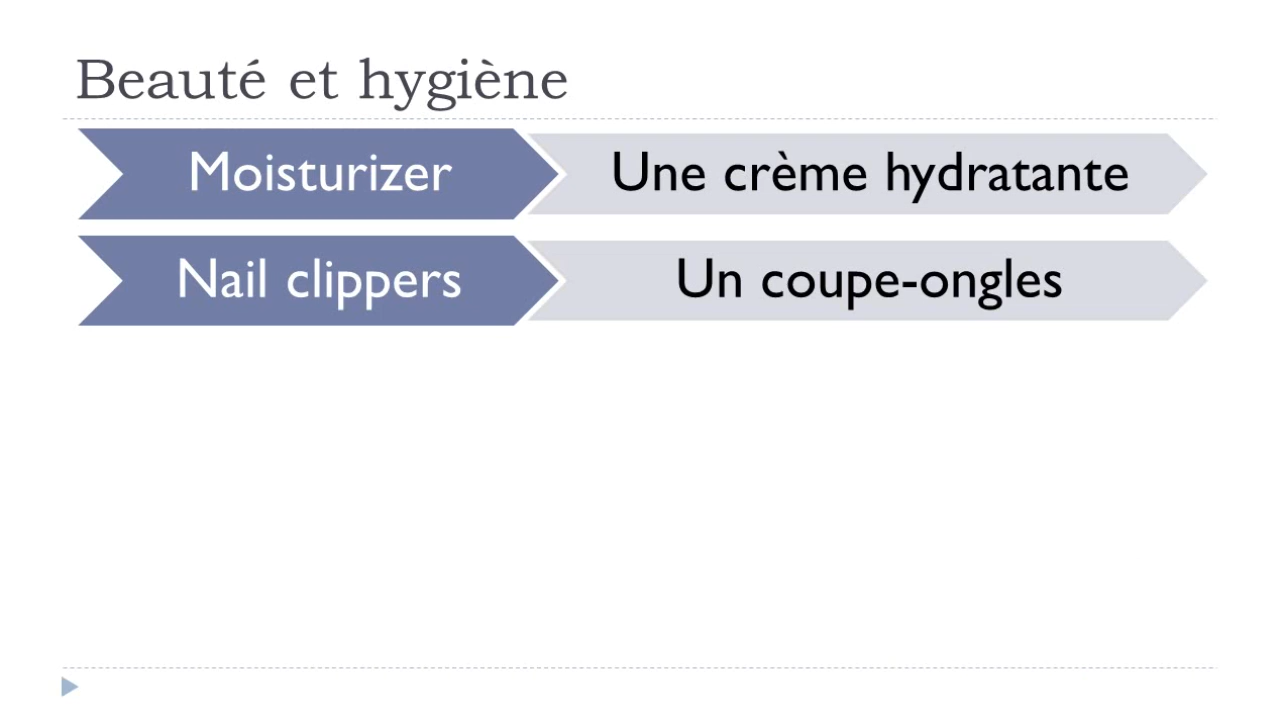 Beauté et hygiène
Moisturizer
Une crème hydratante
Nail clippers
Un coupe-ongles